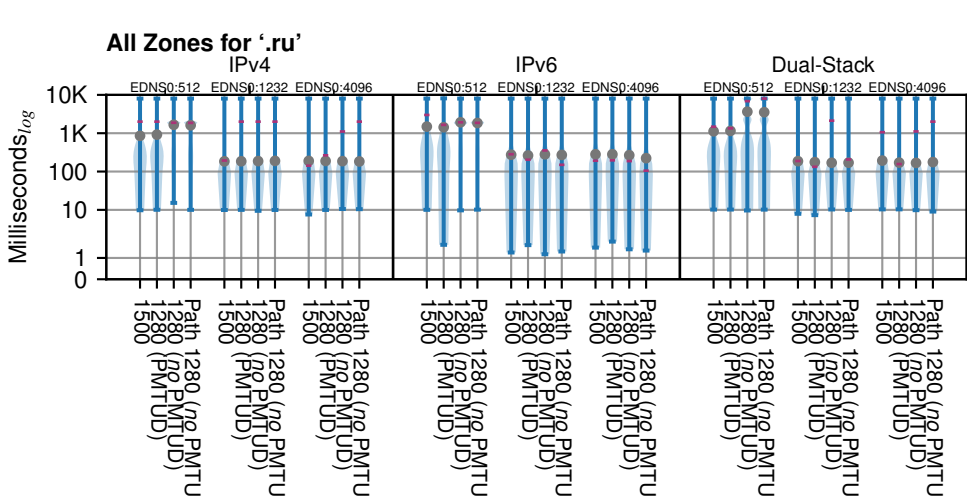 All Zones for ‘.ru’
IPv4
IPv6
Dual-Stack
EDNS0:512
EDNS0:1232
EDNS0:4096
EDNS0:512
EDNS0:1232
EDNS0:4096
EDNS0:512
EDNS0:1232
EDNS0:4096
Milliseconds log
10K
1K
100
10
1
0
1500
1280 (PMTUD)
1280 (no PMTUD)
Path 1280 (no PMTU
1500
1280 (PMTUD)
1280 (no PMTUD)
Path 1280 (no PMTU
1500
1280 (PMTUD)
1280 (no PMTUD)
Path 1280 (no PMTU
1500
1280 (PMTUD)
1280 (no PMTUD)
Path 1280 (no PMTU
1500
1280 (PMTUD)
1280 (no PMTUD)
Path 1280 (no PMTU
1500
1280 (PMTUD)
1280 (no PMTUD)
Path 1280 (no PMTU
1500
1280 (PMTUD)
1280 (no PMTUD)
Path 1280 (no PMTU
1500
1280 (PMTUD)
1280 (no PMTUD)
Path 1280 (no PMTU
1500
1280 (PMTUD)
1280 (no PMTUD)
Path 1280 (no PMTU